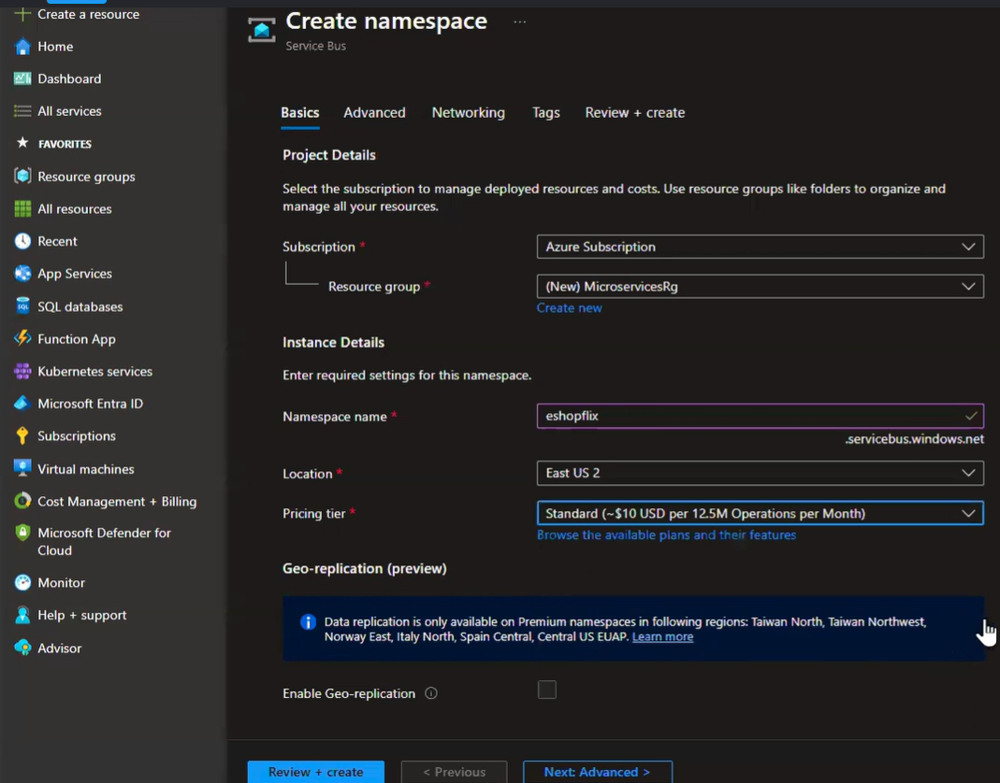 Create a resource
Home
Dashboard
All services
FAVORITES
Resource groups
All resources
Recent
App Services
SQL databases
Function App
Kubernetes services
Microsoft Entra ID
Subscriptions
Virtual machines
Cost Management + Billing
Microsoft Defender for
Cloud
Monitor
Help + support
Advisor
Create namespace ...
Service Bus
Basics Advanced Networking Tags Review + create
Project Details
Select the subscription to manage deployed resources and costs. Use resource groups like folders to organize and
manage all your resources.
Subscription * Azure Subscription
Resource group * (New) MicroservicesRg
Create new
Instance Details
Enter required settings for this namespace.
Namespace name * eshopflix
.servicebus.windows.net
Location * East US 2
Pricing tier * Standard (~$10 USD per 12.5M Operations per Month)
Browse the available plans and their features
Geo-replication (preview)
Data replication is only available on Premium namespaces in following regions: Taiwan North, Taiwan Northwest,
Norway East, Italy North, Spain Central, Central US EUAP. Learn more
Enable Geo-replication
Review + create < Previous Next: Advanced >